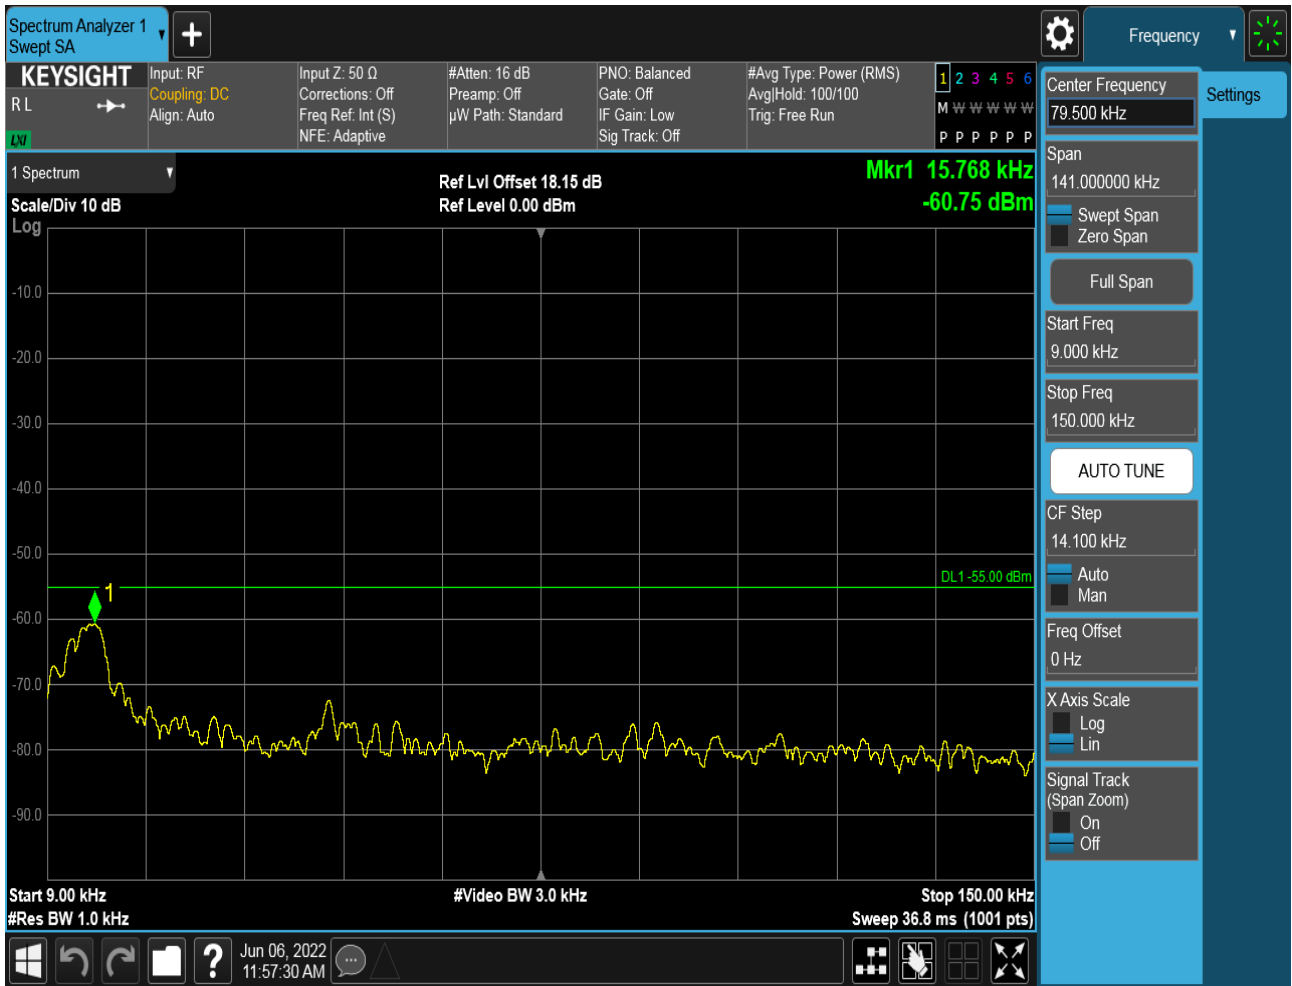 Spectrum Analyzer 1
Swept SA
Frequency
KEYSIGHT
R L
LXI
Input: RF
Coupling: DC
Align: Auto
Input Z: 50 Ω
Corrections: Off
Freq Ref: Int (S)
NFE: Adaptive
#Atten: 16 dB
Preamp: Off
µW Path: Standard
PNO: Balanced
Gate: Off
IF Gain: Low
Sig Track: Off
#Avg Type: Power (RMS)
Avg|Hold: 100/100
Trig: Free Run
1 2 3 4 5 6
M W W W W W
P P P P P P
1 Spectrum
Scale/Div 10 dB
Log
Ref Lvl Offset 18.15 dB
Ref Level 0.00 dBm
Mkr1 15.768 kHz
-60.75 dBm
-10.0
-20.0
-30.0
-40.0
-50.0
DL1 -55.00 dBm
1
-60.0
-70.0
-80.0
-90.0
Start 9.00 kHz
#Res BW 1.0 kHz
#Video BW 3.0 kHz
Stop 150.00 kHz
Sweep 36.8 ms (1001 pts)
?
Jun 06, 2022
11:57:30 AM
Center Frequency
79.500 kHz
Span
141.000000 kHz
Swept Span
Zero Span
Full Span
Start Freq
9.000 kHz
Stop Freq
150.000 kHz
AUTO TUNE
CF Step
14.100 kHz
Auto
Man
Freq Offset
0 Hz
X Axis Scale
Log
Lin
Signal Track
(Span Zoom)
On
Off
Settings